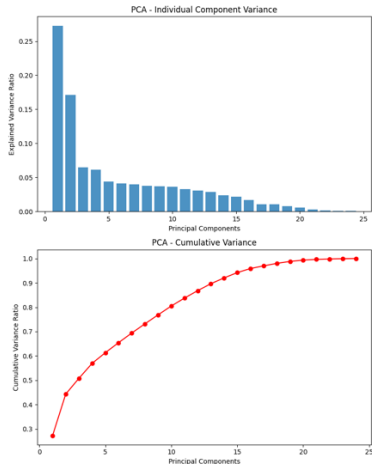 PCA - Individual Component Variance
Explained Variance Ratio
0.25
0.20
0.15
0.10
0.05
0.00
0 5 10 15 20 25
Principal Components
PCA - Cumulative Variance
Cumulative Variance Ratio
1.0
0.9
0.8
0.7
0.6
0.5
0.4
0.3
0 5 10 15 20 25
Principal Components